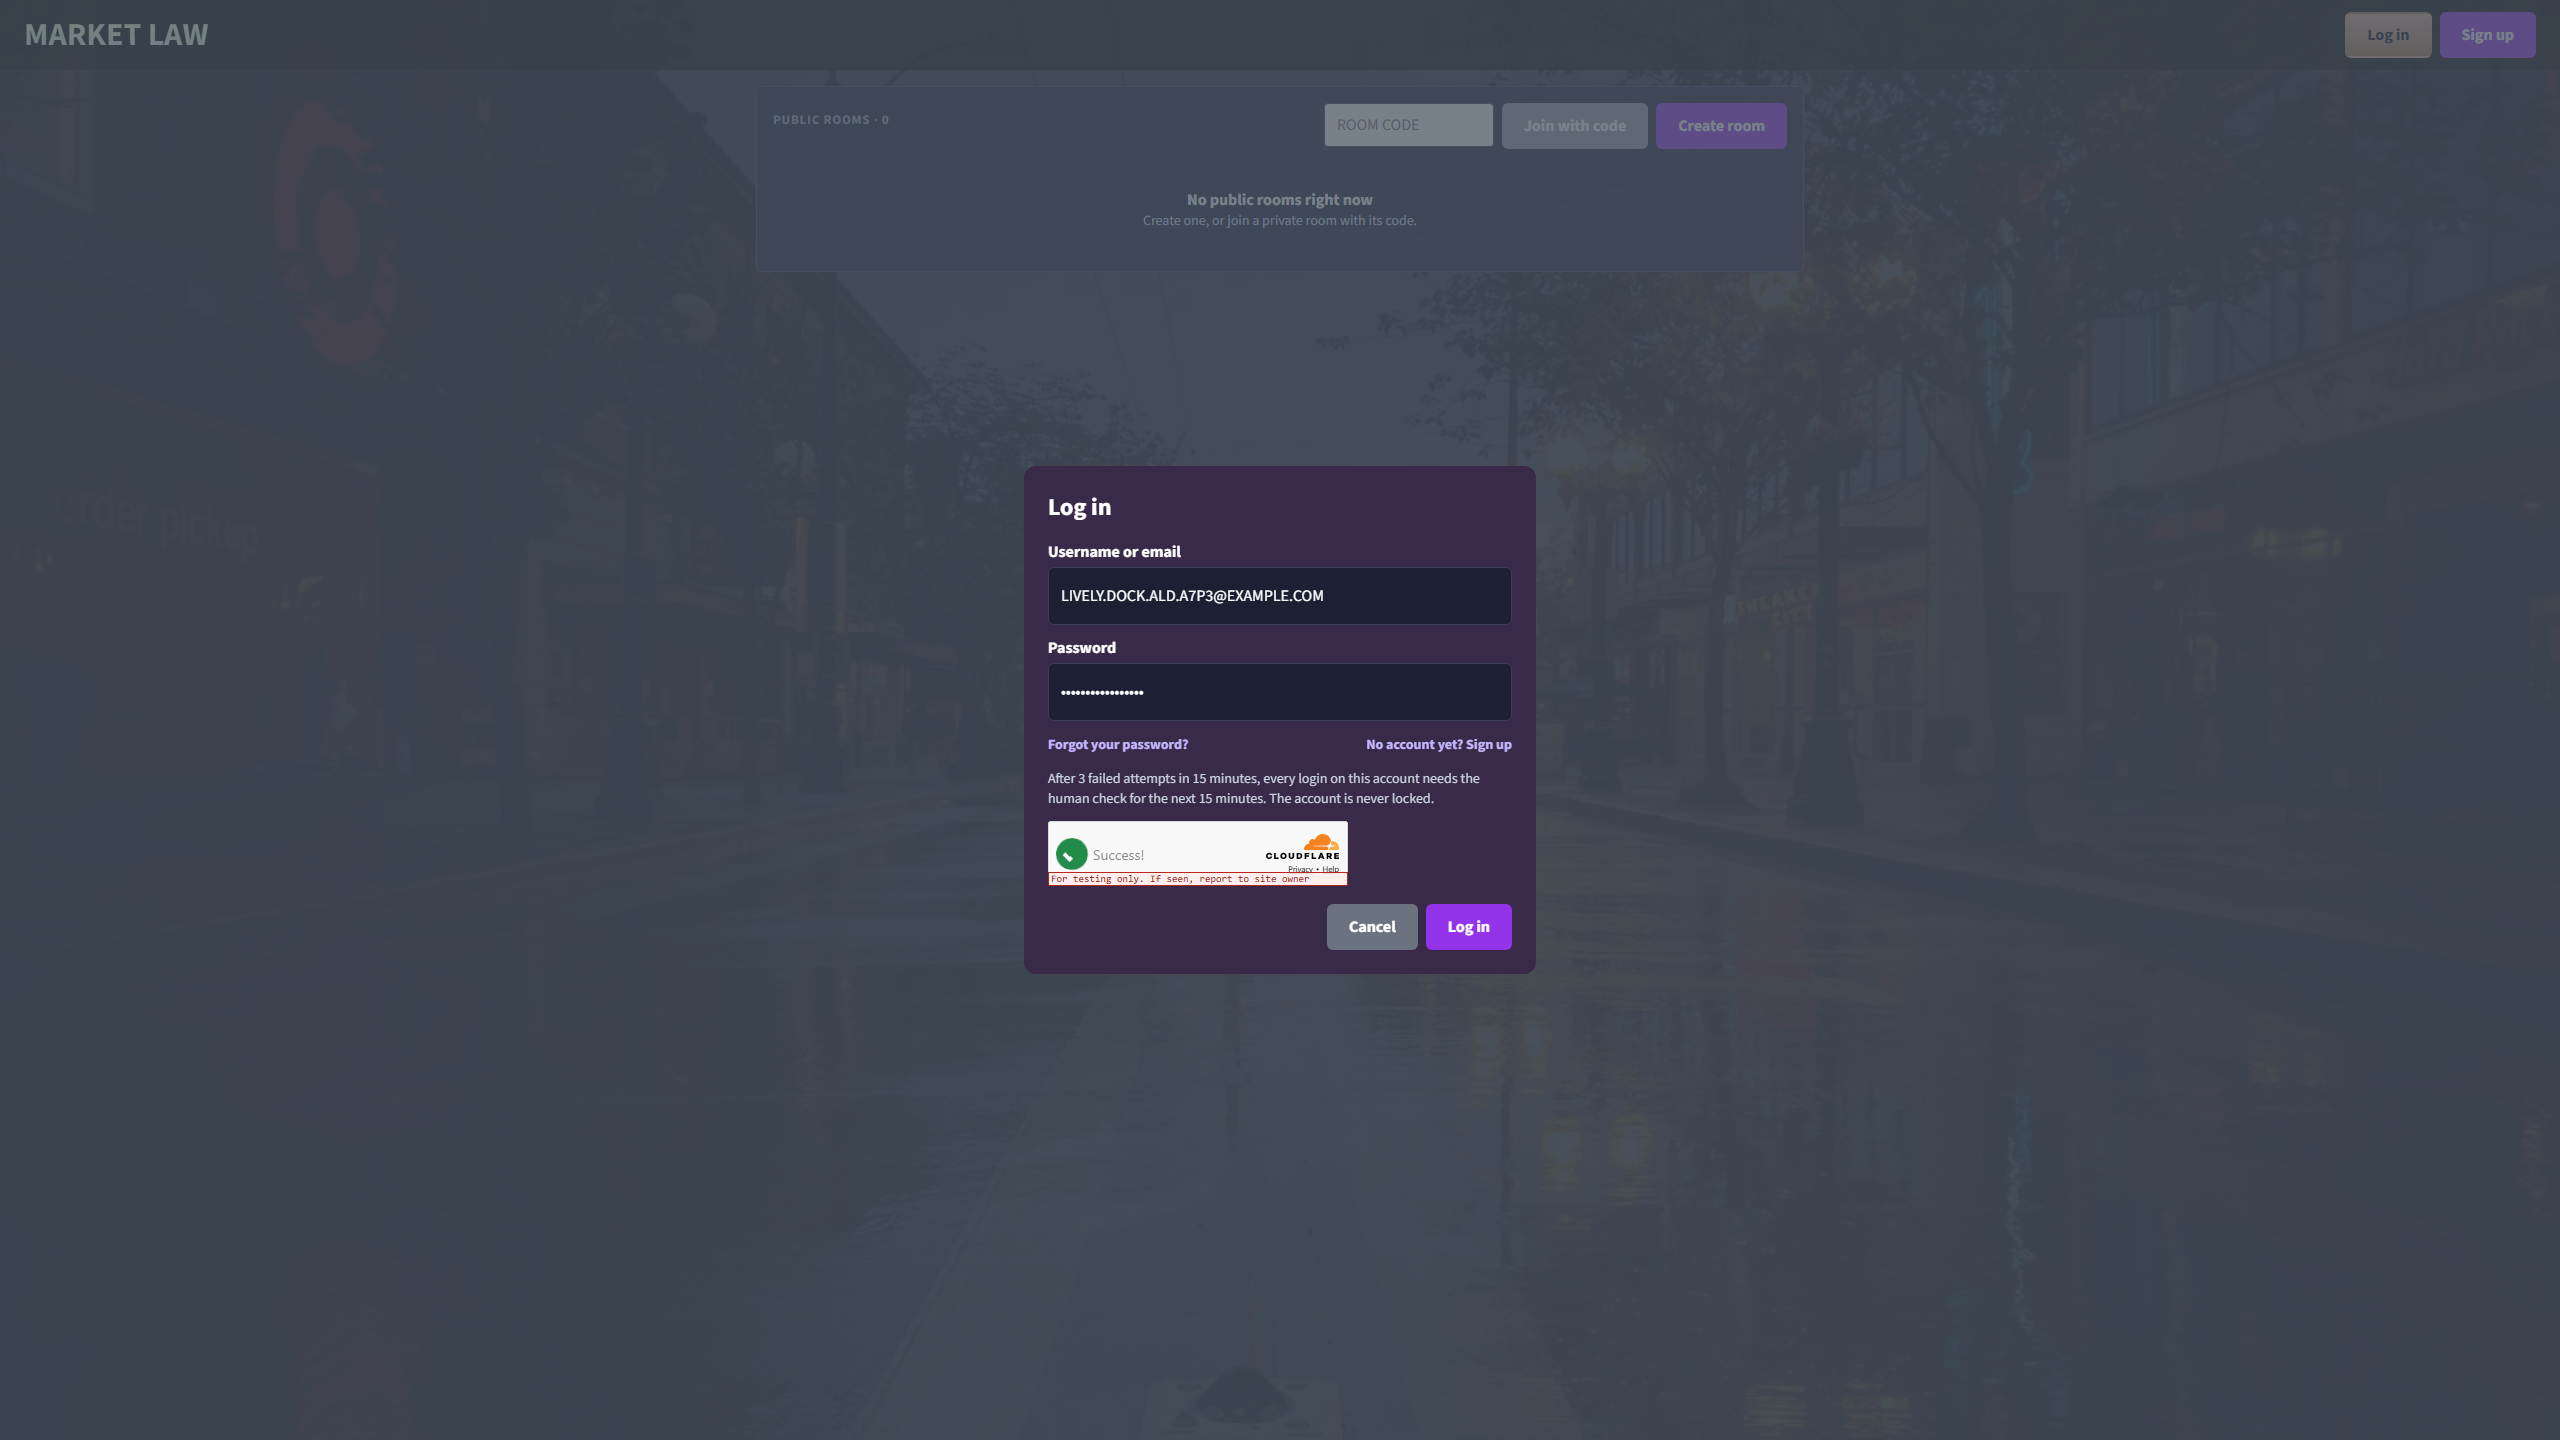 MARKET LAW
Log in
Sign up
PUBLIC ROOMS · 0
ROOM CODE
Join with code
Create room
No public rooms right now
Create one, or join a private room with its code.
order pickup
SNEAKER
CITY
Log in
Username or email
LIVELY.DOCK.ALD.A7P3@EXAMPLE.COM
Password
•••••••••••••••••
Forgot your password?
No account yet? Sign up
After 3 failed attempts in 15 minutes, every login on this account needs the
human check for the next 15 minutes. The account is never locked.
Success!
CLOUDFLARE
Privacy • Help
For testing only. If seen, report to site owner
Cancel
Log in